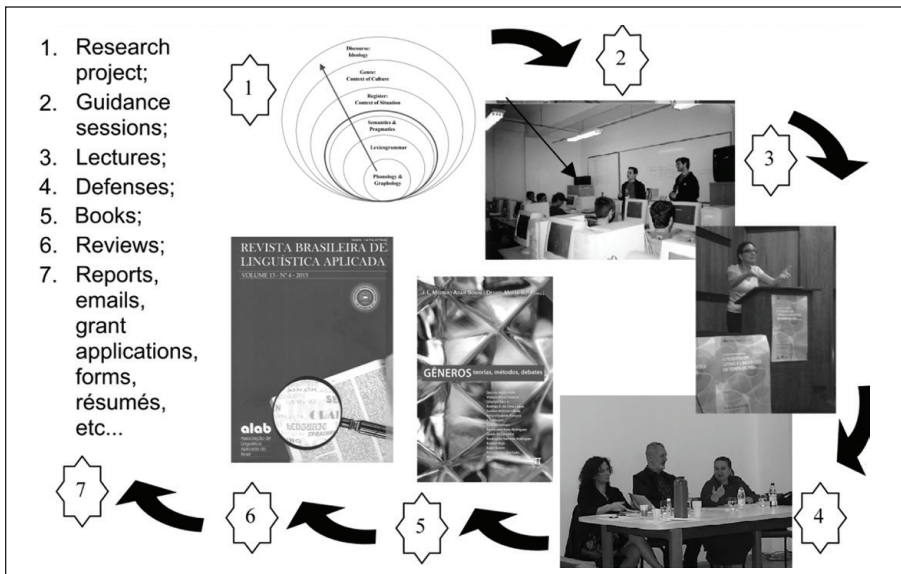 1. Research
project;
2. Guidance
sessions;
3. Lectures;
4. Defenses;
5. Books;
6. Reviews;
7. Reports,
emails,
grant
applications,
forms,
résumés,
etc...
1
Discourse:
Ideology
Genre:
Context of Culture
Register:
Context of Situation
Semantics &
Pragmatics
Lexicogrammar
Phonology &
Graphology
2
3
REVISTA BRASILEIRA DE
LINGUÍSTICA APLICADA
VOLUME 13 - Nº 4 - 2013
alab
Associação de
Linguística
Aplicada do
Brasil
GÊNEROS teorias, métodos, debates
4
5
6
7